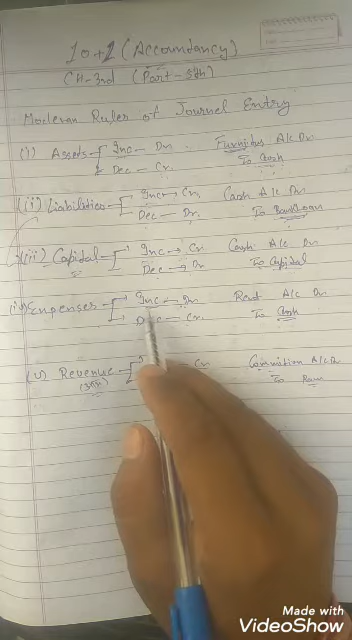 10+1 (Accountancy)
CH-3rd (Part-5th)
Modern Rules of Journal Entry
(i) Assets Inc - Dr. Furniture A/c Dr
Dec - Cr. To Cash
(ii) Liabilities Inc → Cr. Cash A/c Dr
Dec - Dr. To Bank Loan
(iii) Capital Inc → Cr Cash A/c Dr
Dec → Dr To Capital
(iv) Expenses Inc - Dr Rent A/c Dr
Dec - Cr. To Cash
(v) Revenue Cr Commission A/c Dr
To
Made with
VideoShow